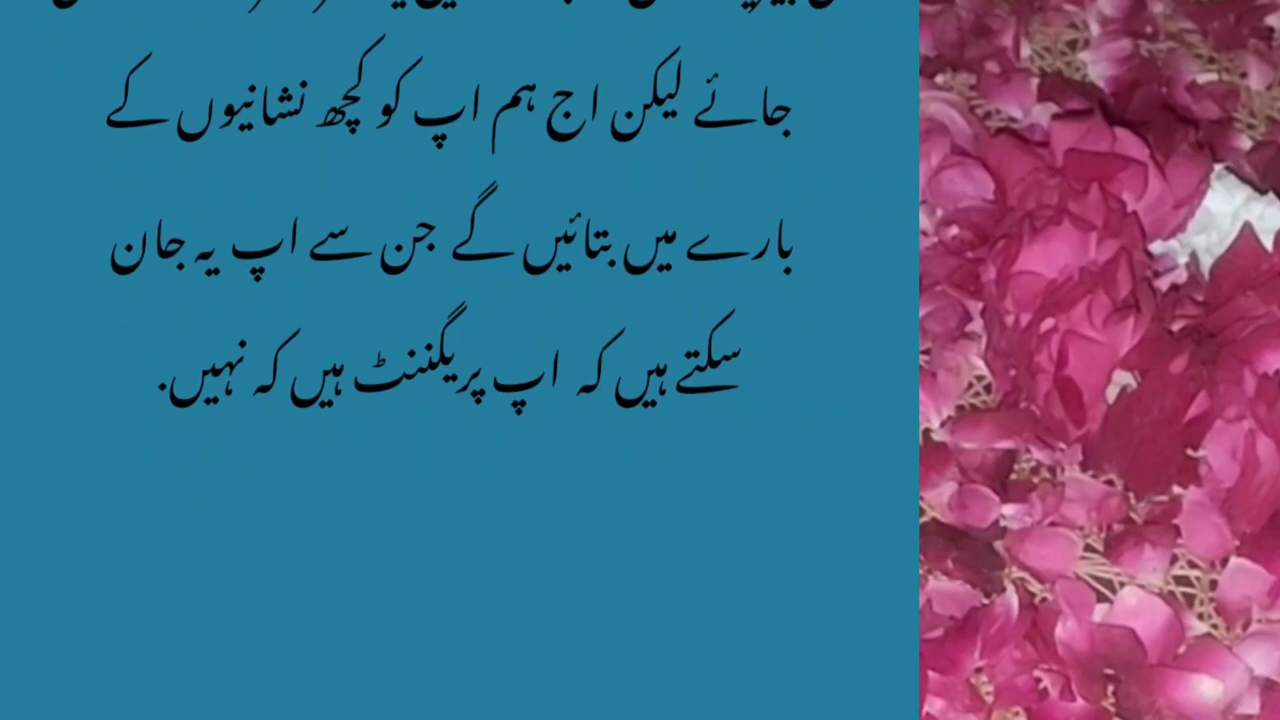 جائے لیکن اج ہم اپ کو کچھ نشانیوں کے
بارے میں بتائیں گے جن سے اپ یہ جان
سکتے ہیں کہ اپ پریگننٹ ہیں کہ نہیں.